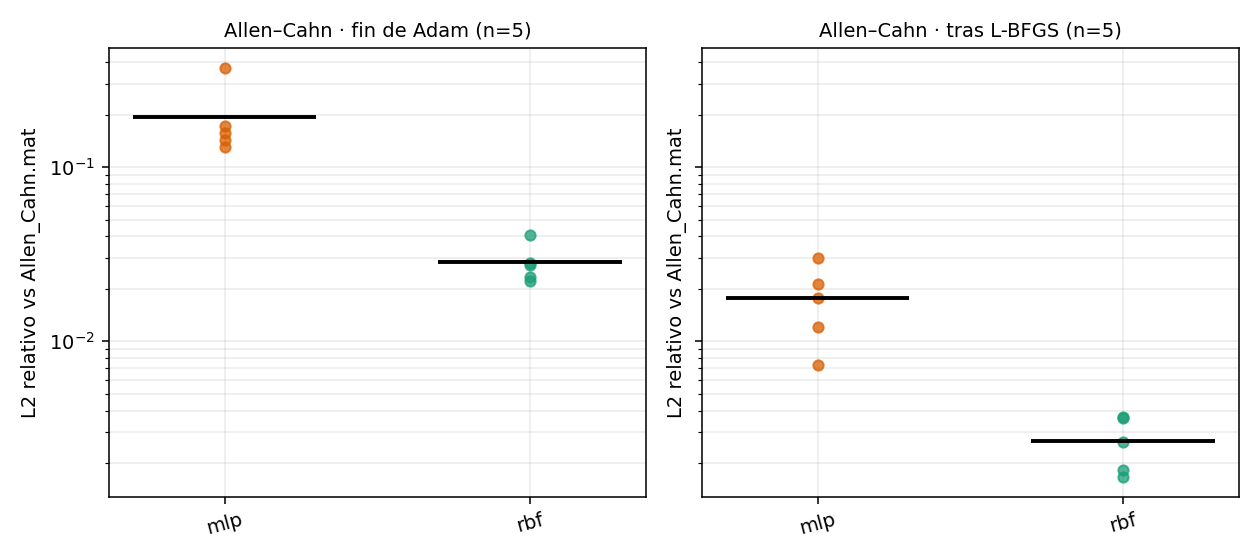 Allen–Cahn · fin de Adam (n=5)
L2 relativo vs Allen_Cahn.mat
10⁻¹
10⁻²
mlp
rbf
Allen–Cahn · tras L-BFGS (n=5)
L2 relativo vs Allen_Cahn.mat
mlp
rbf